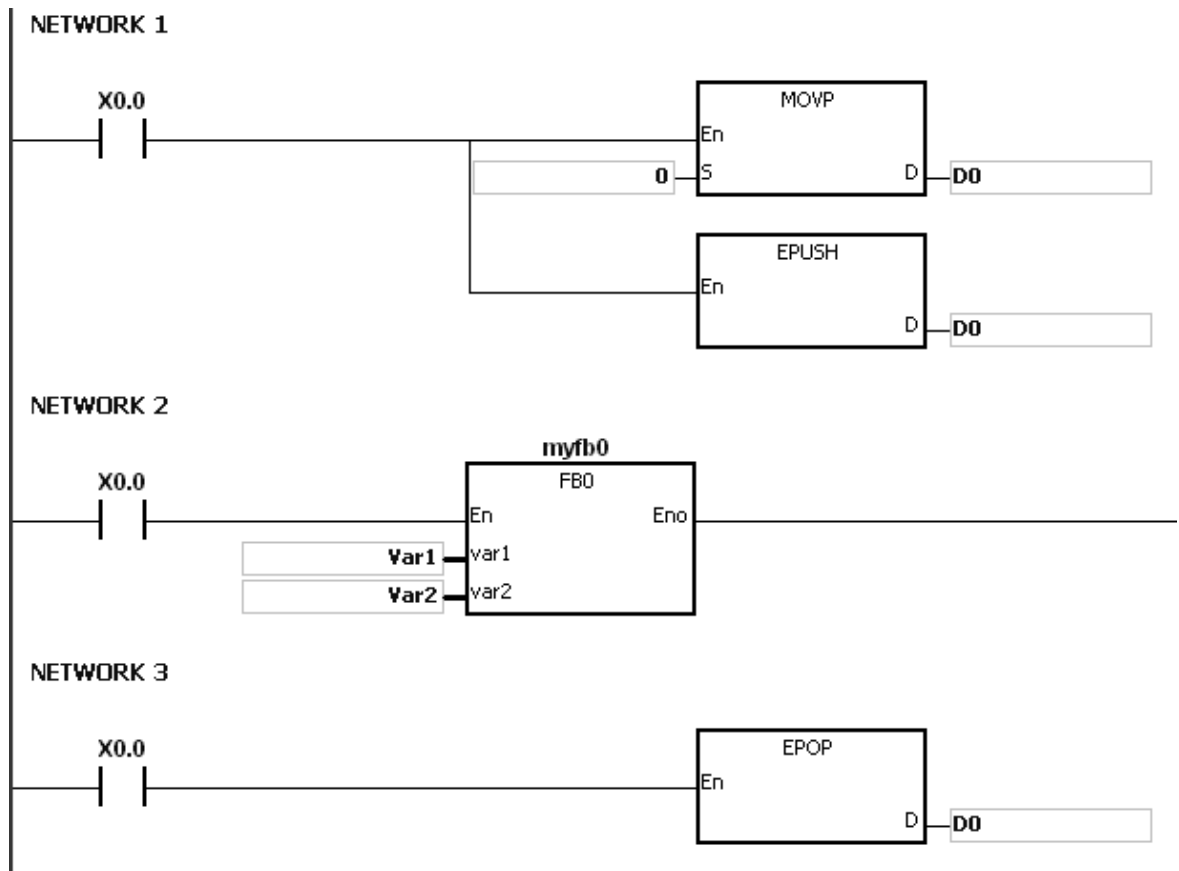 NETWORK 1
X0.0
MOVP
En
0 S D D0
EPUSH
En
D D0
NETWORK 2
myfb0
X0.0
FB0
En Eno
Var1 var1
Var2 var2
NETWORK 3
X0.0
EPOP
En
D D0